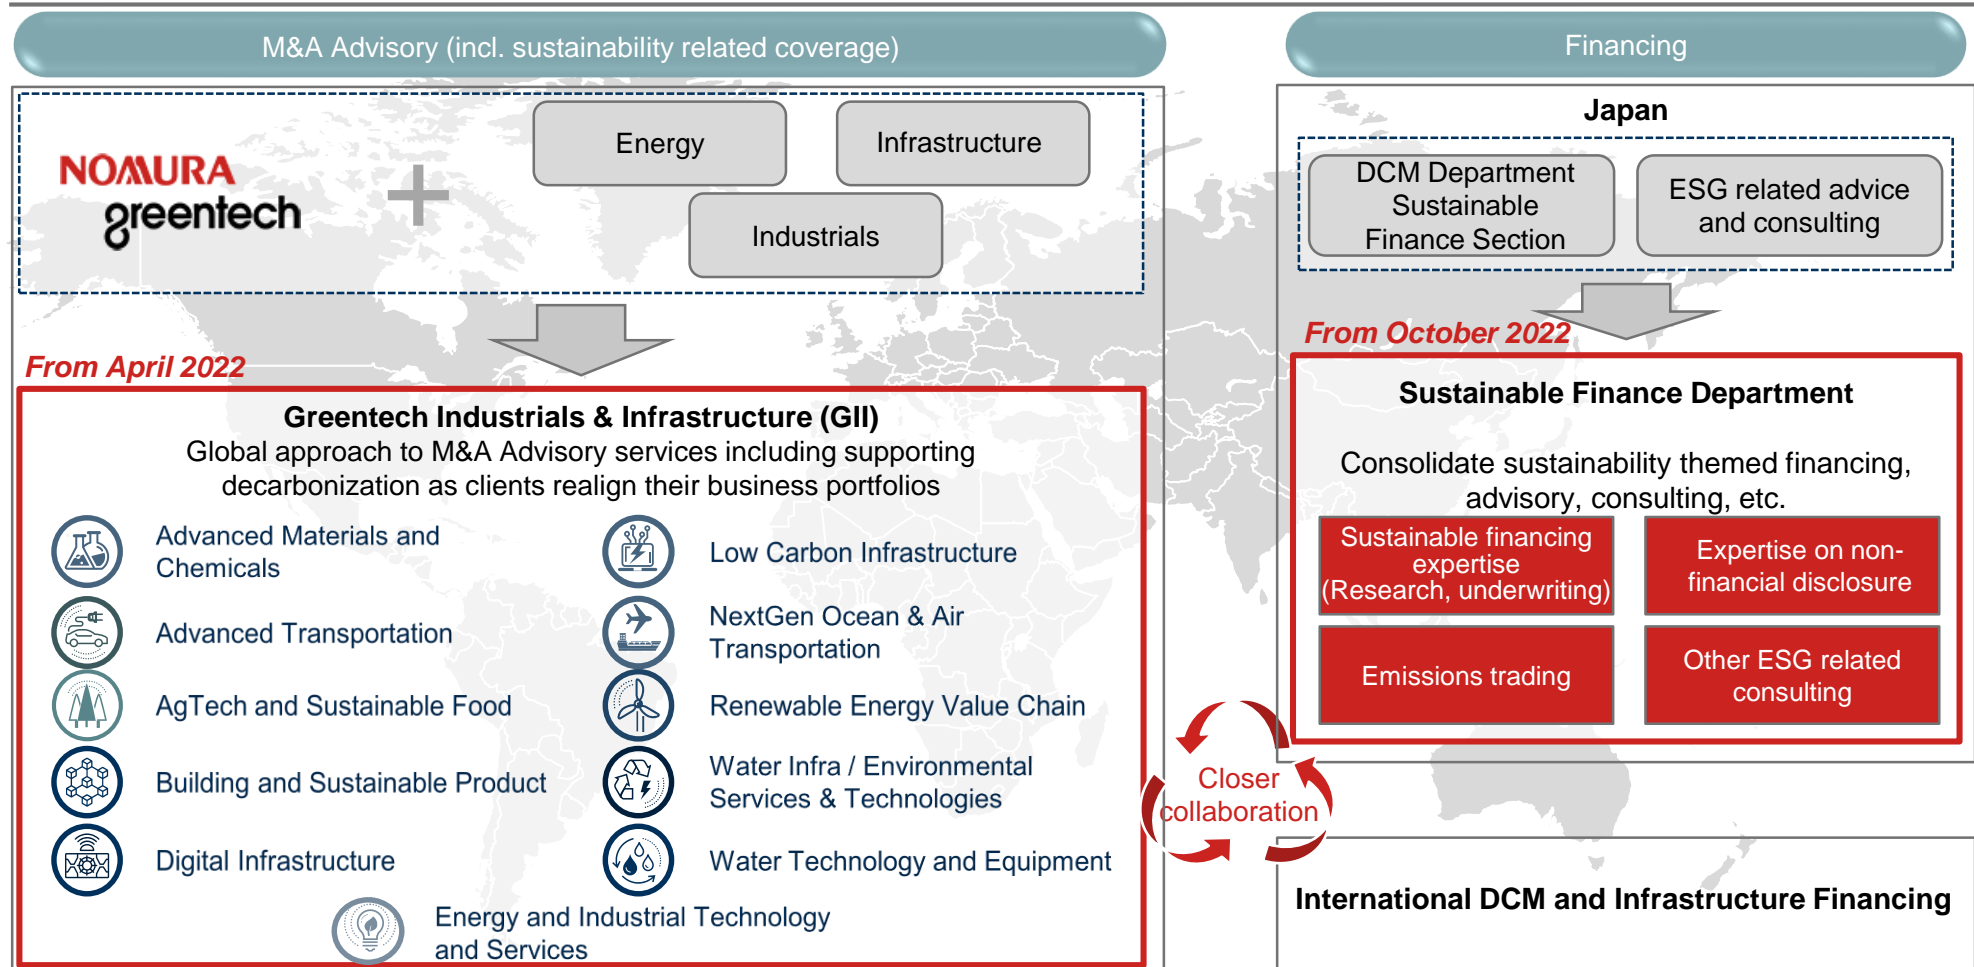 M&A Advisory (incl. sustainability related coverage)
NOMURA
greentech
+
Energy
Infrastructure
Industrials
From April 2022
Greentech Industrials & Infrastructure (GII)
Global approach to M&A Advisory services including supporting
decarbonization as clients realign their business portfolios
Advanced Materials and
Chemicals
Advanced Transportation
AgTech and Sustainable Food
Building and Sustainable Product
Digital Infrastructure
Low Carbon Infrastructure
NextGen Ocean & Air
Transportation
Renewable Energy Value Chain
Water Infra / Environmental
Services & Technologies
Water Technology and Equipment
Energy and Industrial Technology
and Services
Closer
collaboration
Financing
Japan
DCM Department
Sustainable
Finance Section
ESG related advice
and consulting
From October 2022
Sustainable Finance Department
Consolidate sustainability themed financing,
advisory, consulting, etc.
Sustainable financing
expertise
(Research, underwriting)
Expertise on non-
financial disclosure
Emissions trading
Other ESG related
consulting
International DCM and Infrastructure Financing